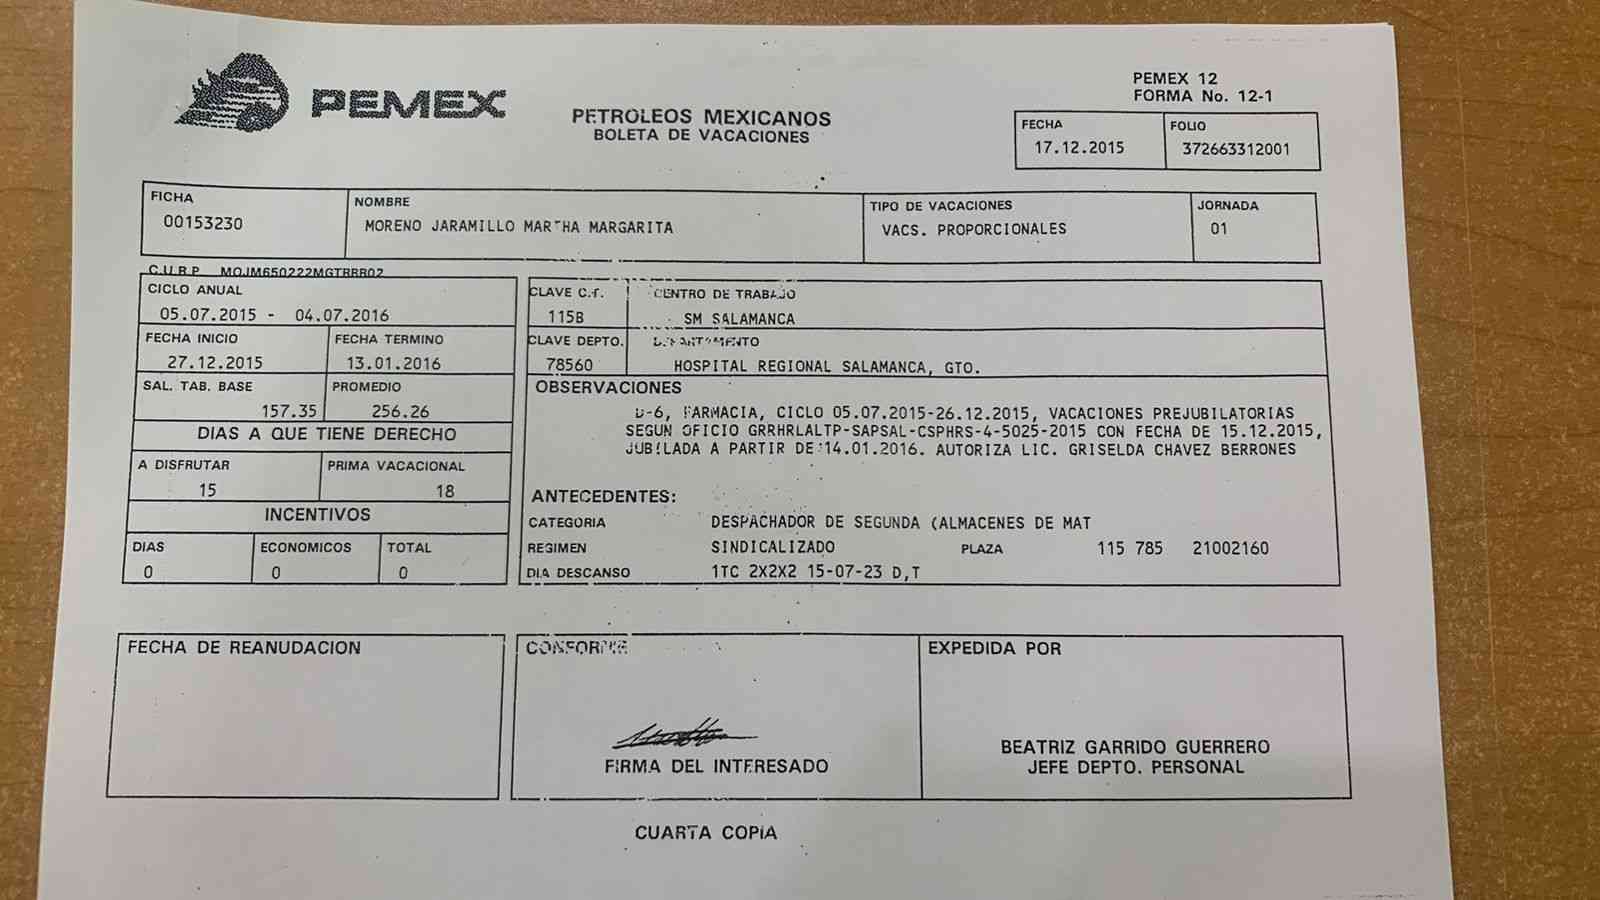 PEMEX
PETROLEOS MEXICANOS
BOLETA DE VACACIONES
PEMEX 12
FORMA No. 12-1
FECHA
17.12.2015
FOLIO
372663312001
FICHA
00153230
NOMBRE
MORENO JARAMILLO MARTHA MARGARITA
TIPO DE VACACIONES
VACS. PROPORCIONALES
JORNADA
01
C.U.R.P. MOJM650222MGTRRR02
CICLO ANUAL
05.07.2015 - 04.07.2016
FECHA INICIO
27.12.2015
FECHA TERMINO
13.01.2016
SAL. TAB. BASE
157.35
PROMEDIO
256.26
DIAS A QUE TIENE DERECHO
A DISFRUTAR
15
PRIMA VACACIONAL
18
INCENTIVOS
DIAS
0
ECONOMICOS
0
TOTAL
0
CLAVE C.T.
115B
CENTRO DE TRABAJO
SM SALAMANCA
CLAVE DEPTO.
78560
DEPARTAMENTO
HOSPITAL REGIONAL SALAMANCA, GTO.
OBSERVACIONES
D-6, FARMACIA, CICLO 05.07.2015-26.12.2015, VACACIONES PREJUBILATORIAS
SEGUN OFICIO GRRHRLALTP-SAPSAL-CSPHRS-4-5025-2015 CON FECHA DE 15.12.2015,
JUBILADA A PARTIR DE 14.01.2016. AUTORIZA LIC. GRISELDA CHAVEZ BERRONES
ANTECEDENTES:
CATEGORIA DESPACHADOR DE SEGUNDA (ALMACENES DE MAT
REGIMEN SINDICALIZADO PLAZA 115 785 21002160
DIA DESCANSO 1TC 2X2X2 15-07-23 D,T
FECHA DE REANUDACION
CONFORME
FIRMA DEL INTERESADO
EXPEDIDA POR
BEATRIZ GARRIDO GUERRERO
JEFE DEPTO. PERSONAL
CUARTA COPIA